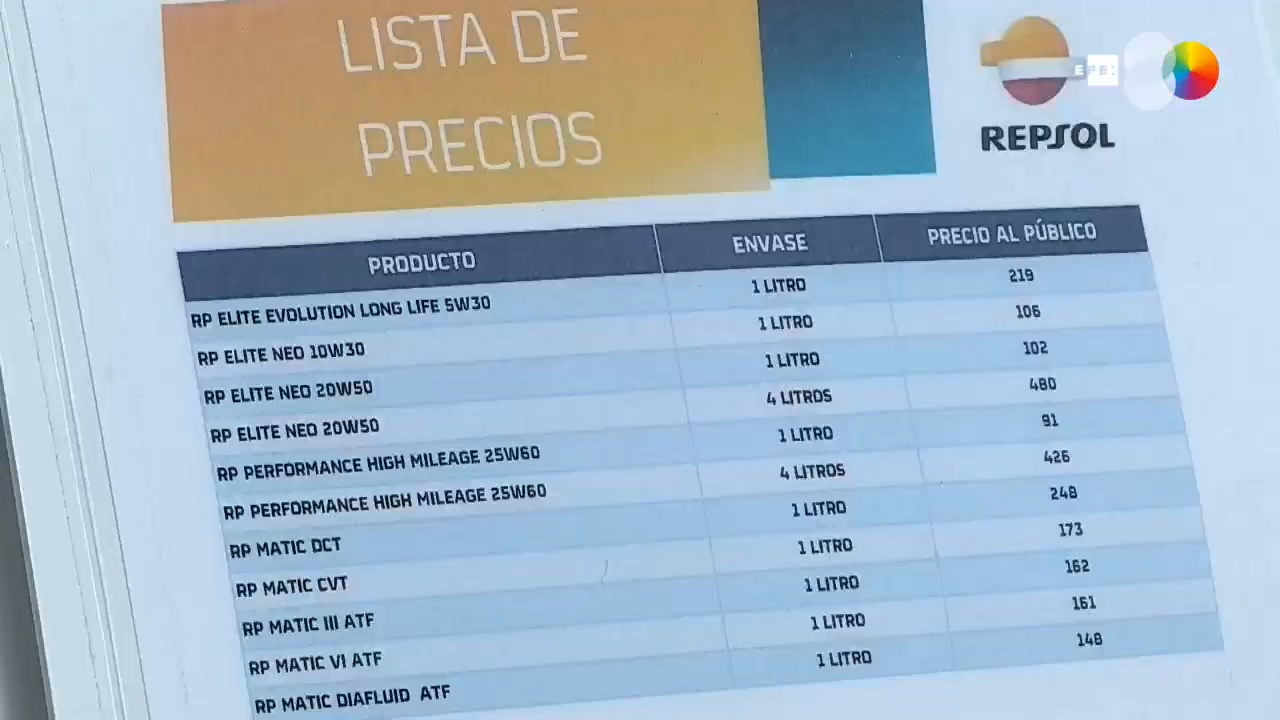 LISTA DE
PRECIOS
EFE:
REPSOL
PRODUCTO ENVASE PRECIO AL PÚBLICO
RP ELITE EVOLUTION LONG LIFE 5W30 1 LITRO 219
RP ELITE NEO 10W30 1 LITRO 106
RP ELITE NEO 20W50 1 LITRO 102
RP ELITE NEO 20W50 4 LITROS 480
RP PERFORMANCE HIGH MILEAGE 25W60 1 LITRO 91
RP PERFORMANCE HIGH MILEAGE 25W60 4 LITROS 426
RP MATIC DCT 1 LITRO 248
RP MATIC CVT 1 LITRO 173
RP MATIC III ATF 1 LITRO 162
RP MATIC VI ATF 1 LITRO 161
RP MATIC DIAFLUID ATF 1 LITRO 148